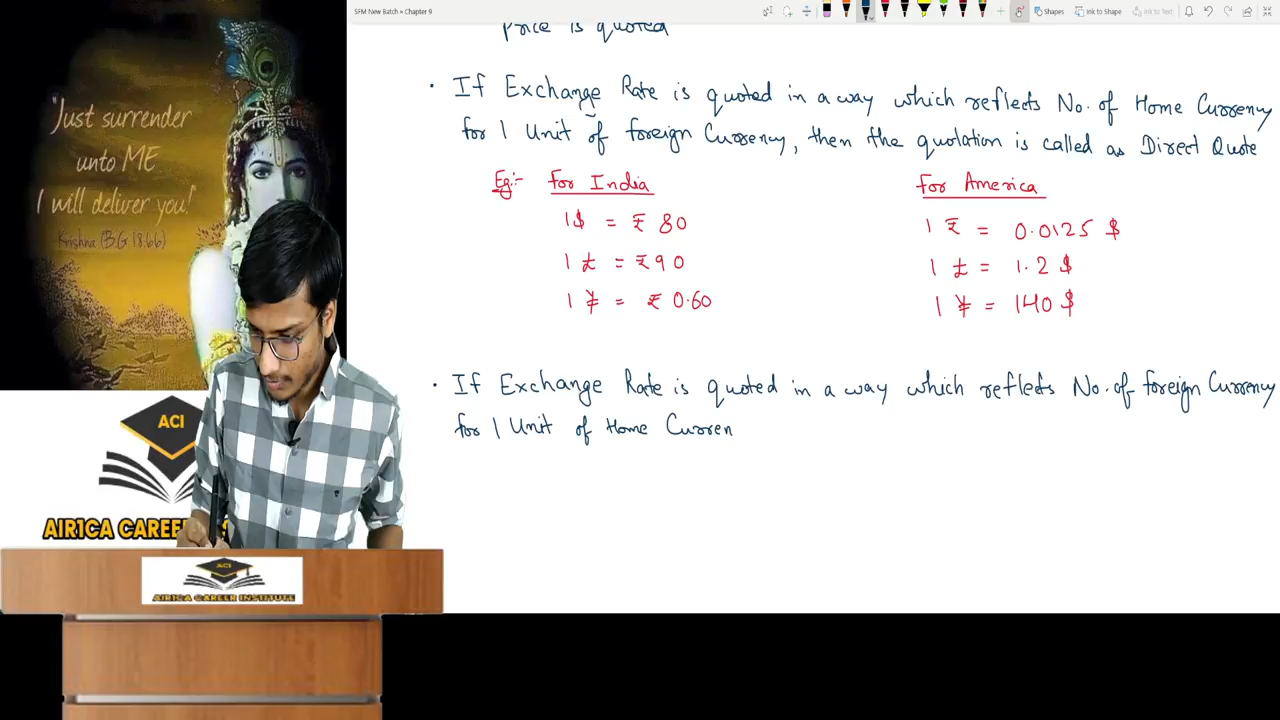 SFM New Batch » Chapter 9
Shapes
Ink to Shape
Ink to Text
price is quoted
"Just surrender
unto ME
I will deliver you!"
Krishna (B.G 18:66)
· If Exchange Rate is quoted in a way which reflects No. of Home Currency
for 1 Unit of foreign Currency, then the quotation is called as Direct Quote
Eg:- For India
1$ = ₹ 80
1 £ = ₹90
1 ¥ = ₹ 0.60
For America
1 ₹ = 0.0125 $
1 £ = 1.2 $
1 ¥ = 140 $
· If Exchange Rate is quoted in a way which reflects No. of foreign Currency
for 1 Unit of Home Curren
ACI
AIR1CA CAREE
ACI
AIR1CA CAREER INSTITUTE